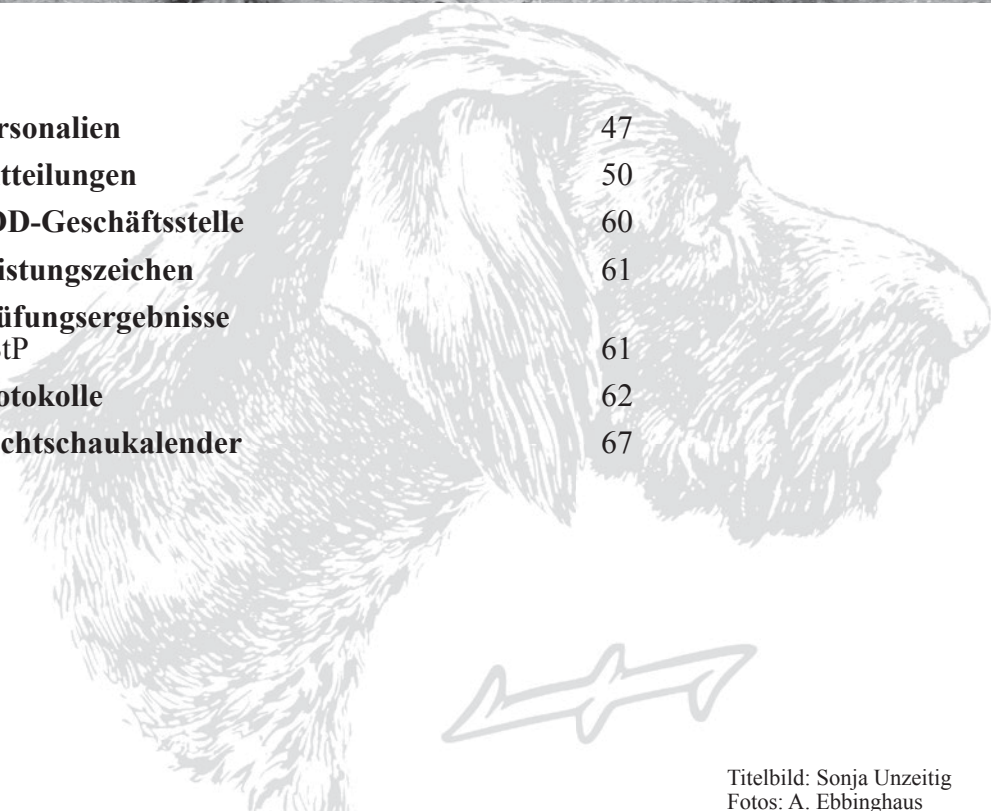 rsonalien 47
tteilungen 50
DD-Geschäftsstelle 60
istungszeichen 61
üfungsergebnisse
tP 61
otokolle 62
chtschaukalender 67
Titelbild: Sonja Unzeitig
Fotos: A. Ebbinghaus